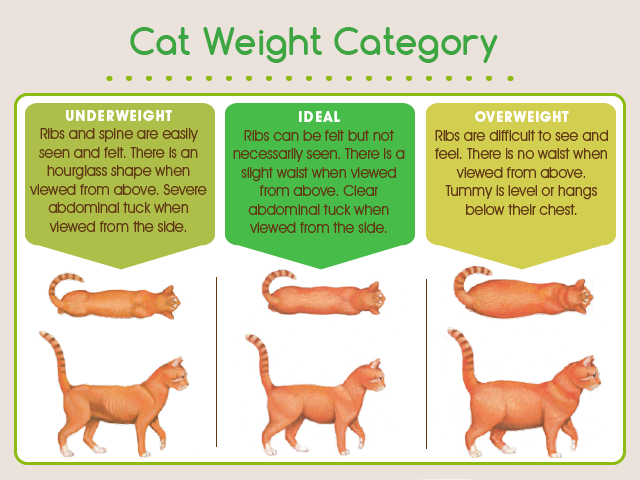 Cat Weight Category
UNDERWEIGHT
Ribs and spine are easily
seen and felt. There is an
hourglass shape when
viewed from above. Severe
abdominal tuck when
viewed from the side.
IDEAL
Ribs can be felt but not
necessarily seen. There is a
slight waist when viewed
from above. Clear
abdominal tuck when
viewed from the side.
OVERWEIGHT
Ribs are difficult to see and
feel. There is no waist when
viewed from above.
Tummy is level or hangs
below their chest.